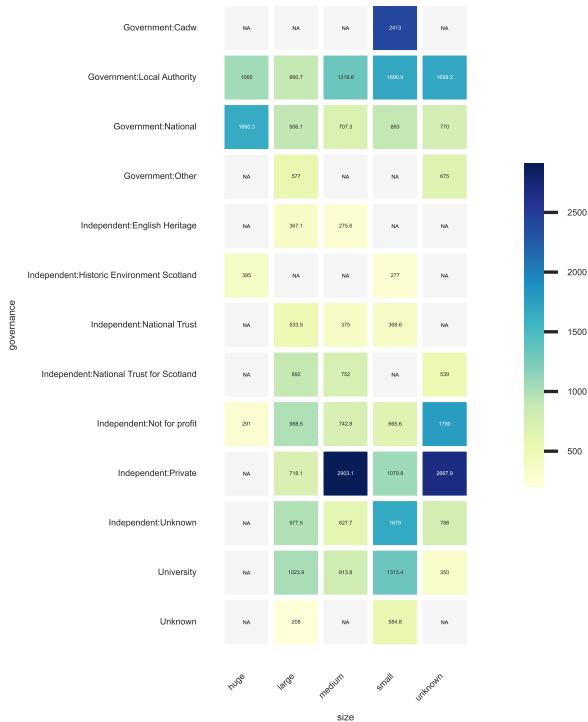 Government:Cadw NA NA NA 2413 NA
Government:Local Authority 1060 890.7 1319.6 1690.9 1699.2
Government:National 1660.3 906.1 707.3 893 770
Government:Other NA 577 NA NA 675
Independent:English Heritage NA 367.1 275.6 NA NA
Independent:Historic Environment Scotland 395 NA NA 277 NA
Independent:National Trust NA 533.9 375 368.6 NA
Independent:National Trust for Scotland NA 892 752 NA 539
Independent:Not for profit 291 988.5 742.8 665.6 1790
Independent:Private NA 718.1 2903.1 1079.8 2667.9
Independent:Unknown NA 977.5 627.7 1679 786
University NA 1023.9 813.8 1315.4 350
Unknown NA 208 NA 584.8 NA
huge large medium small unknown
size
governance
2500
2000
1500
1000
500